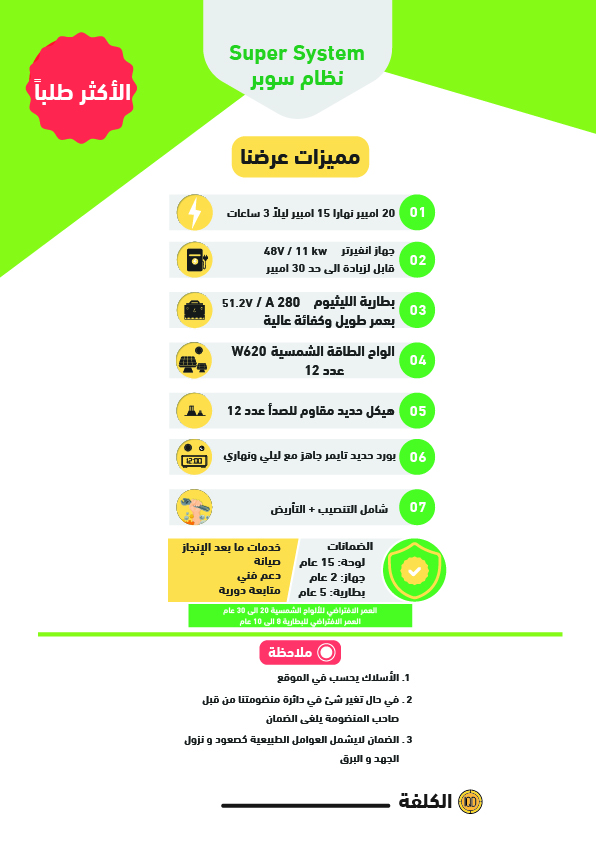 Super System
نظام سوبر
الأكثر طلباً
مميزات عرضنا
01 20 امبير نهارا 15 امبير ليلاً 3 ساعات
02 جهاز انفيرتر 48V / 11 kw
قابل لزيادة الى حد 30 امبير
03 بطارية الليثيوم 51.2V / A 280
بعمر طويل وكفائة عالية
04 الواح الطاقة الشمسية W620
عدد 12
05 هيكل حديد مقاوم للصدأ عدد 12
06 بورد حديد تايمر جاهز مع ليلي ونهاري
12:00
07 شامل التنصيب + التأريض
الضمانات
لوحة: 15 عام
جهاز: 2 عام
بطارية: 5 عام
خدمات ما بعد الإنجاز
صيانة
دعم فني
متابعة دورية
العمر الافتراضي للألواح الشمسية 20 الى 30 عام
العمر الافتراضي للبطارية 8 الى 10 عام
ملاحظة
1. الأسلاك يحسب في الموقع
2. في حال تغير شئ في دائرة منضومتنا من قبل
صاحب المنضومة يلغى الضمان
3. الضمان لايشمل العوامل الطبيعية كصعود و نزول
الجهد و البرق
IQD الكلفة